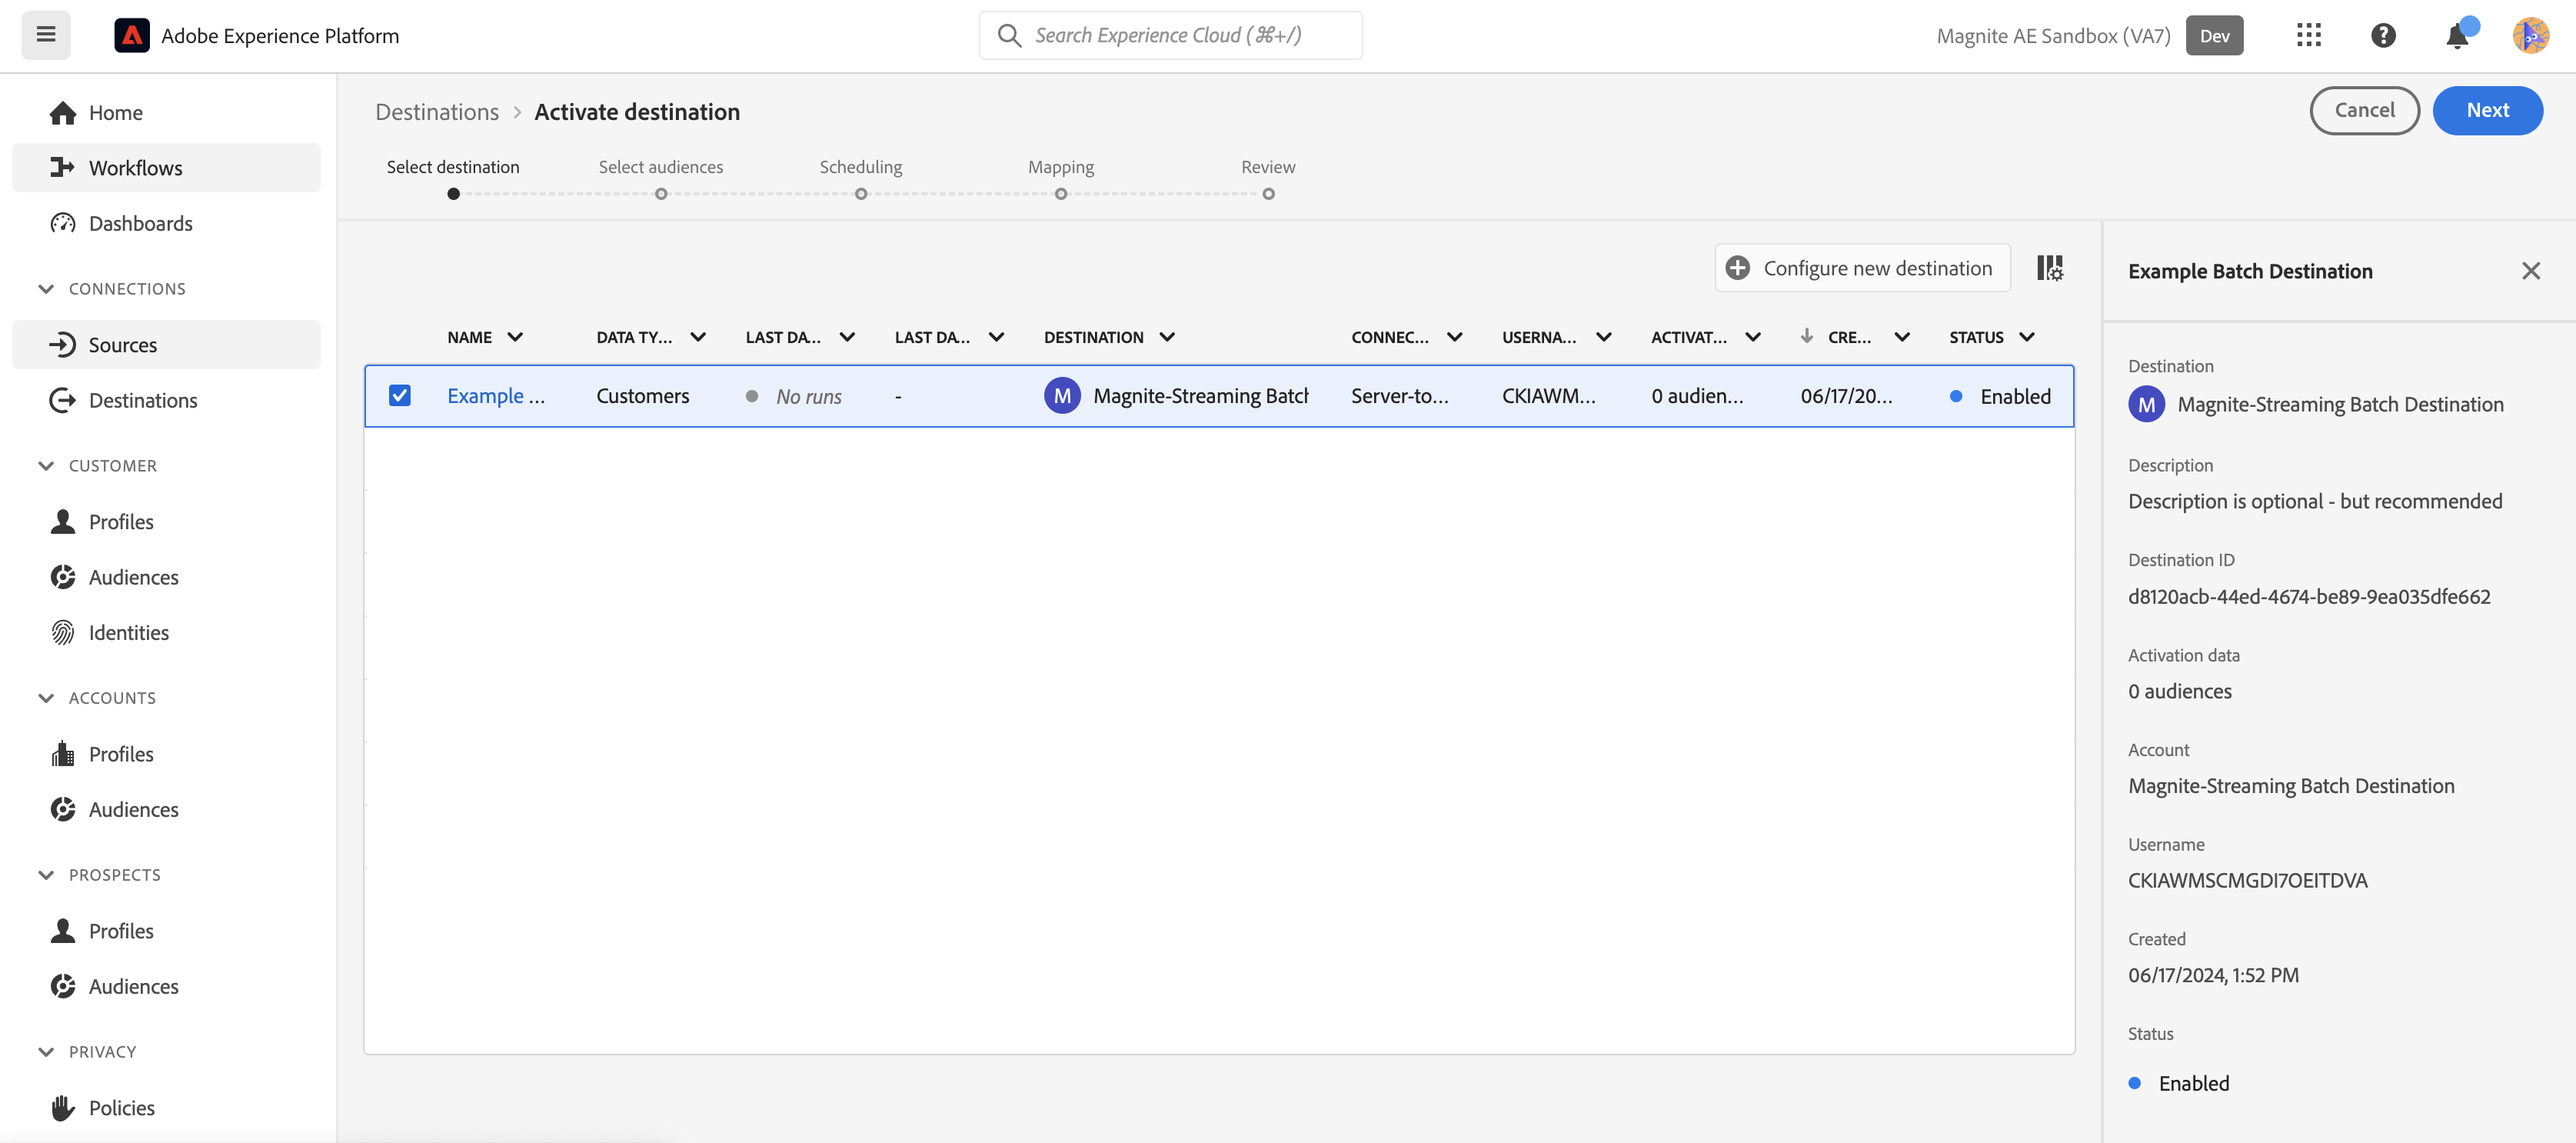 Adobe Experience Platform
Search Experience Cloud (⌘+/)
Magnite AE Sandbox (VA7)
Dev
Home
Workflows
Dashboards
CONNECTIONS
Sources
Destinations
CUSTOMER
Profiles
Audiences
Identities
ACCOUNTS
Profiles
Audiences
PROSPECTS
Profiles
Audiences
PRIVACY
Policies
Destinations > Activate destination
Cancel
Next
Select destination
Select audiences
Scheduling
Mapping
Review
Configure new destination
NAME DATA TY... LAST DA... LAST DA... DESTINATION CONNEC... USERNA... ACTIVAT... CRE... STATUS
Example ... Customers No runs - M Magnite-Streaming Batch Server-to... CKIAWM... 0 audien... 06/17/20... Enabled
Example Batch Destination
Destination
M Magnite-Streaming Batch Destination
Description
Description is optional - but recommended
Destination ID
d8120acb-44ed-4674-be89-9ea035dfe662
Activation data
0 audiences
Account
Magnite-Streaming Batch Destination
Username
CKIAWMSCMGDI7OEITDVA
Created
06/17/2024, 1:52 PM
Status
Enabled